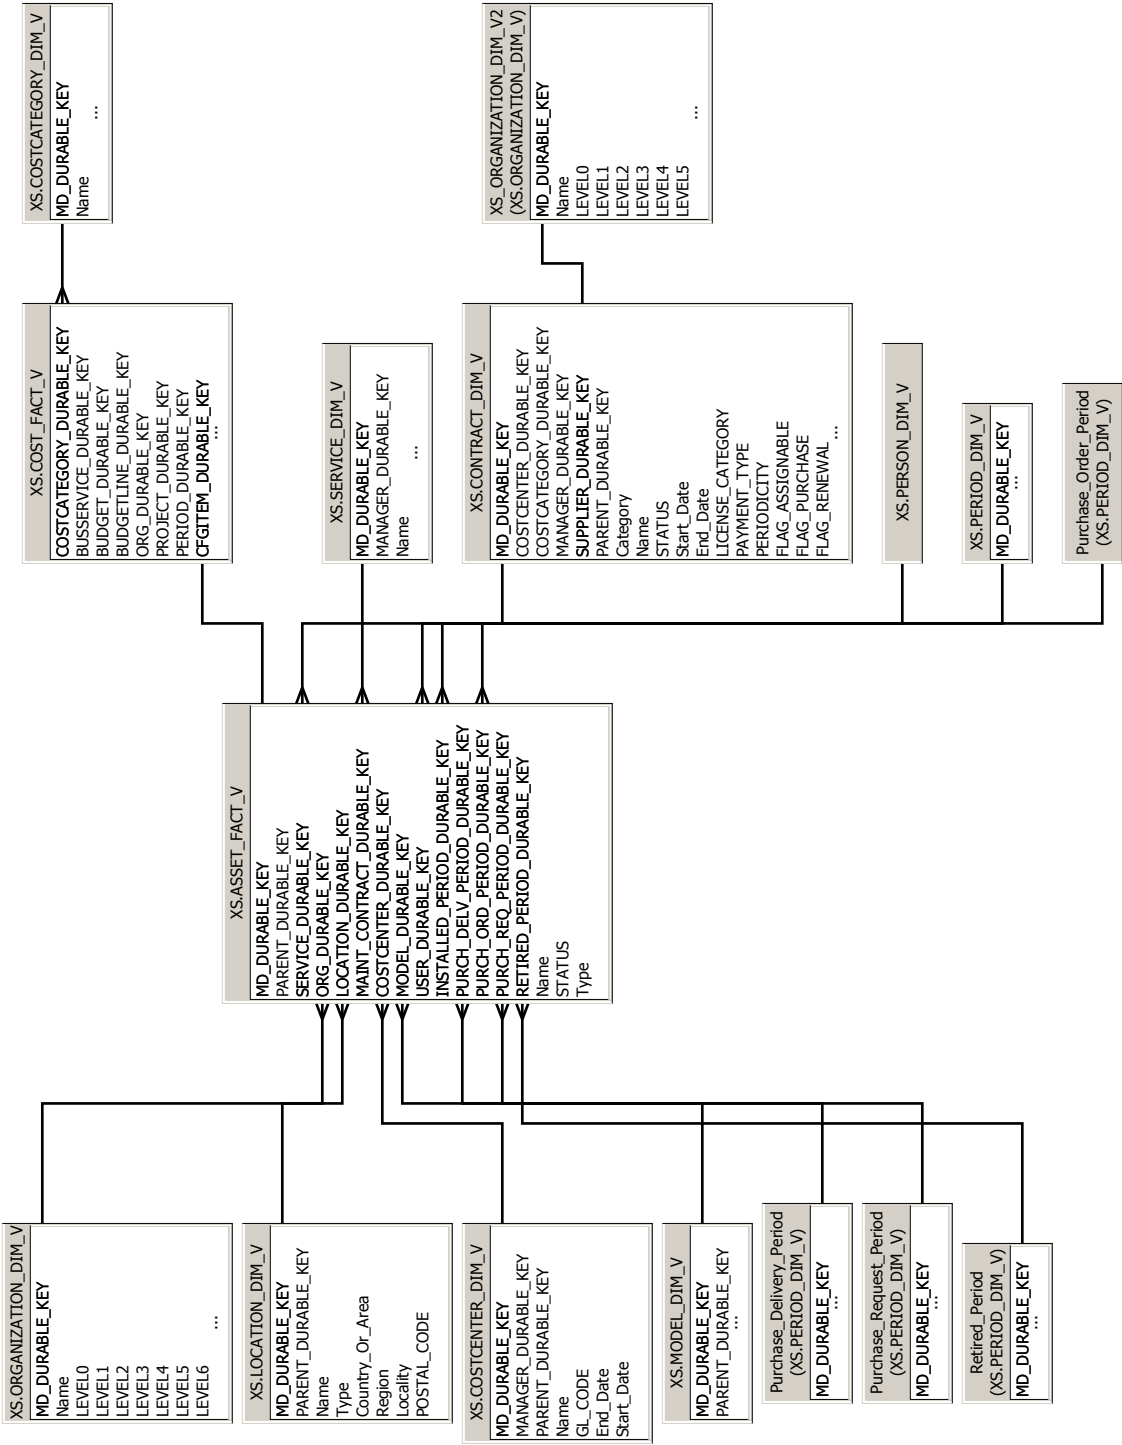 XS.COSTCATEGORY_DIM_V
MD_DURABLE_KEY
Name
...
XS_ORGANIZATION_DIM_V2
(XS.ORGANIZATION_DIM_V)
MD_DURABLE_KEY
Name
LEVEL0
LEVEL1
LEVEL2
LEVEL3
LEVEL4
LEVEL5
...
XS.COST_FACT_V
COSTCATEGORY_DURABLE_KEY
BUSSERVICE_DURABLE_KEY
BUDGET_DURABLE_KEY
BUDGETLINE_DURABLE_KEY
ORG_DURABLE_KEY
PROJECT_DURABLE_KEY
PERIOD_DURABLE_KEY
CFGITEM_DURABLE_KEY
...
XS.SERVICE_DIM_V
MD_DURABLE_KEY
MANAGER_DURABLE_KEY
Name
...
XS.CONTRACT_DIM_V
MD_DURABLE_KEY
COSTCENTER_DURABLE_KEY
COSTCATEGORY_DURABLE_KEY
MANAGER_DURABLE_KEY
SUPPLIER_DURABLE_KEY
PARENT_DURABLE_KEY
Category
Name
STATUS
Start_Date
End_Date
LICENSE_CATEGORY
PAYMENT_TYPE
PERIODICITY
FLAG_ASSIGNABLE
FLAG_PURCHASE
FLAG_RENEWAL
...
XS.PERSON_DIM_V
XS.PERIOD_DIM_V
MD_DURABLE_KEY
...
Purchase_Order_Period
(XS.PERIOD_DIM_V)
XS.ASSET_FACT_V
MD_DURABLE_KEY
PARENT_DURABLE_KEY
SERVICE_DURABLE_KEY
ORG_DURABLE_KEY
LOCATION_DURABLE_KEY
MAINT_CONTRACT_DURABLE_KEY
COSTCENTER_DURABLE_KEY
MODEL_DURABLE_KEY
USER_DURABLE_KEY
INSTALLED_PERIOD_DURABLE_KEY
PURCH_DELV_PERIOD_DURABLE_KEY
PURCH_ORD_PERIOD_DURABLE_KEY
PURCH_REQ_PERIOD_DURABLE_KEY
RETIRED_PERIOD_DURABLE_KEY
Name
STATUS
Type
XS.ORGANIZATION_DIM_V
MD_DURABLE_KEY
Name
LEVEL0
LEVEL1
LEVEL2
LEVEL3
LEVEL4
LEVEL5
LEVEL6
...
XS.LOCATION_DIM_V
MD_DURABLE_KEY
PARENT_DURABLE_KEY
Name
Type
Country_Or_Area
Region
Locality
POSTAL_CODE
XS.COSTCENTER_DIM_V
MD_DURABLE_KEY
MANAGER_DURABLE_KEY
PARENT_DURABLE_KEY
Name
GL_CODE
End_Date
Start_Date
XS.MODEL_DIM_V
MD_DURABLE_KEY
PARENT_DURABLE_KEY
...
Purchase_Delivery_Period
(XS.PERIOD_DIM_V)
MD_DURABLE_KEY
...
Purchase_Request_Period
(XS.PERIOD_DIM_V)
MD_DURABLE_KEY
...
Retired_Period
(XS.PERIOD_DIM_V)
MD_DURABLE_KEY
...